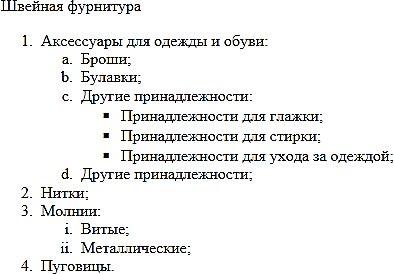 Швейная фурнитура
1. Аксессуары для одежды и обуви:
a. Броши;
b. Булавки;
c. Другие принадлежности:
▪ Принадлежности для глажки;
▪ Принадлежности для стирки;
▪ Принадлежности для ухода за одеждой;
d. Другие принадлежности;
2. Нитки;
3. Молнии:
i. Витые;
ii. Металлические;
4. Пуговицы.